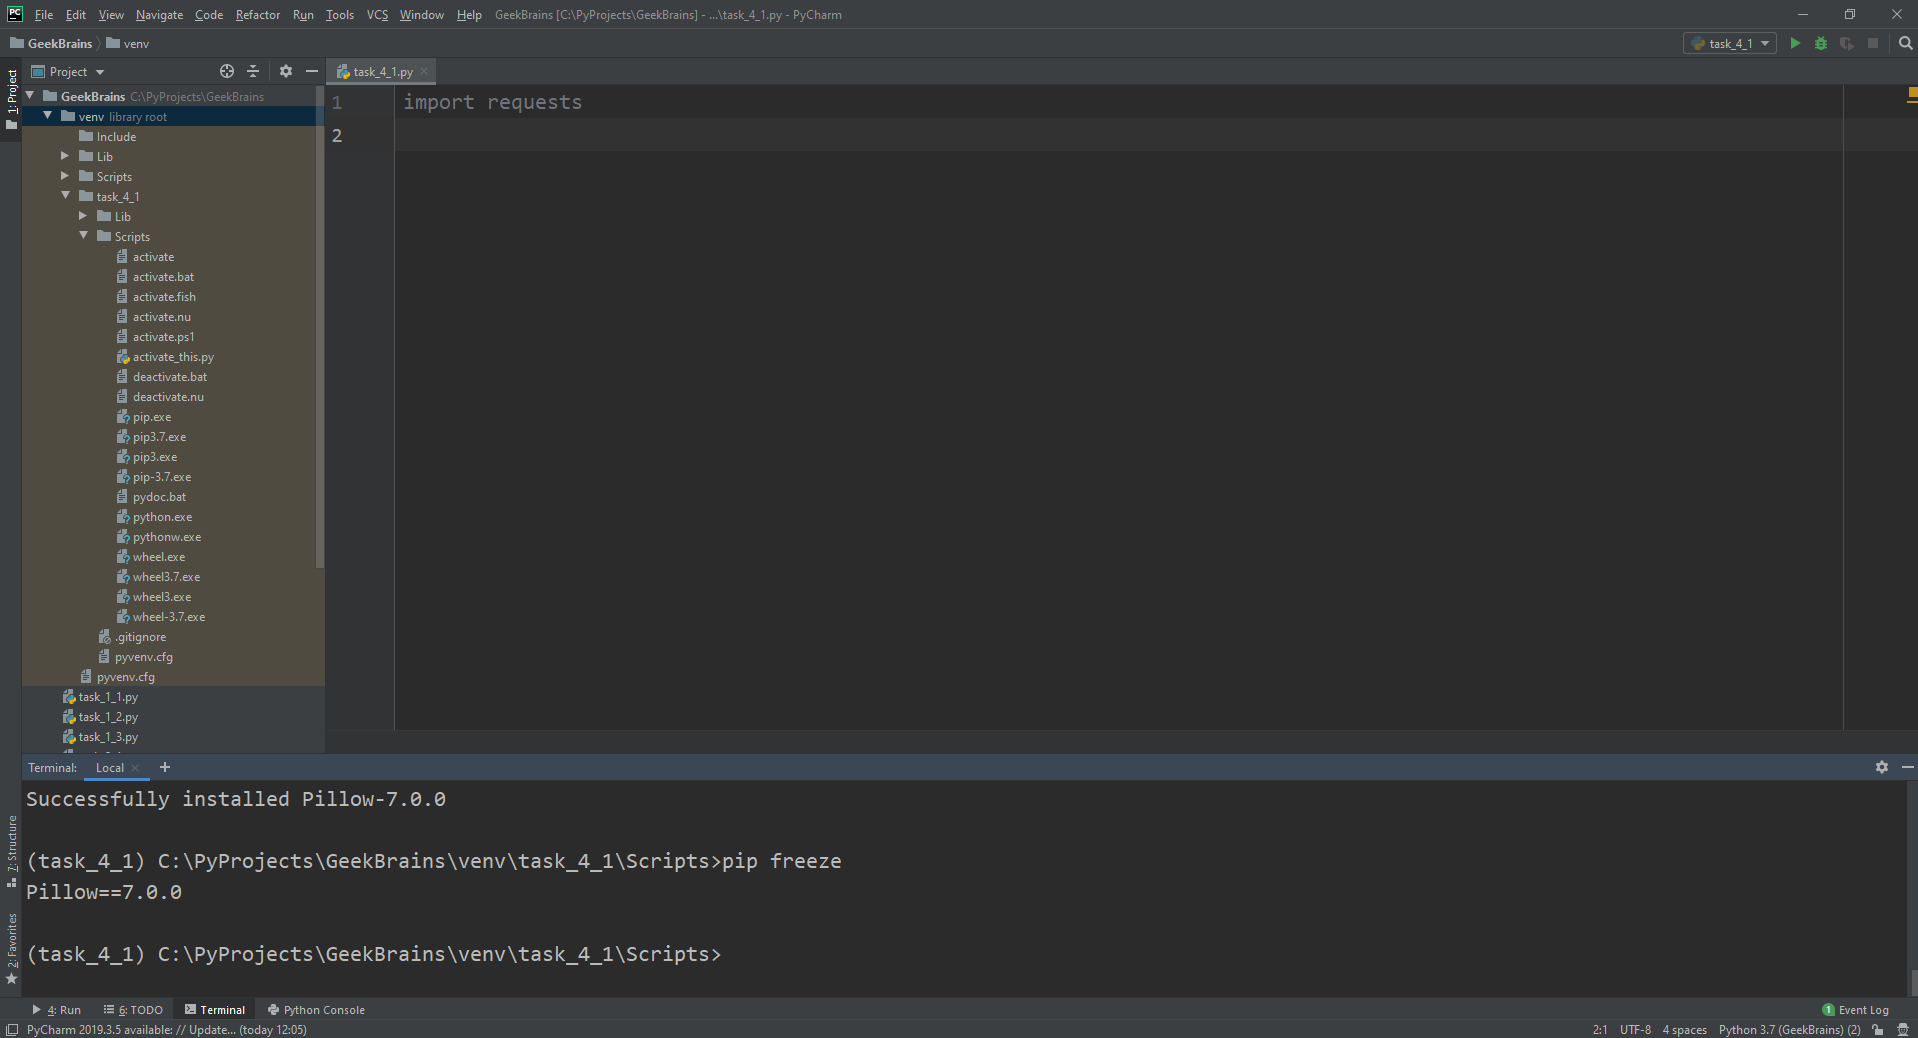 PC File Edit View Navigate Code Refactor Run Tools VCS Window Help GeekBrains [C:\PyProjects\GeekBrains] - ...\task_4_1.py - PyCharm
GeekBrains venv task_4_1
1: Project
Project task_4_1.py
GeekBrains C:\PyProjects\GeekBrains
venv library root
Include
Lib
Scripts
task_4_1
Lib
Scripts
activate
activate.bat
activate.fish
activate.nu
activate.ps1
activate_this.py
deactivate.bat
deactivate.nu
pip.exe
pip3.7.exe
pip3.exe
pip-3.7.exe
pydoc.bat
python.exe
pythonw.exe
wheel.exe
wheel3.7.exe
wheel3.exe
wheel-3.7.exe
.gitignore
pyvenv.cfg
pyvenv.cfg
task_1_1.py
task_1_2.py
task_1_3.py
1 import requests
2
Terminal: Local +
Successfully installed Pillow-7.0.0
(task_4_1) C:\PyProjects\GeekBrains\venv\task_4_1\Scripts>pip freeze
Pillow==7.0.0
(task_4_1) C:\PyProjects\GeekBrains\venv\task_4_1\Scripts>
7: Structure
2: Favorites
4: Run 6: TODO Terminal Python Console 1 Event Log
PyCharm 2019.3.5 available: // Update... (today 12:05) 2:1 UTF-8 4 spaces Python 3.7 (GeekBrains) (2)